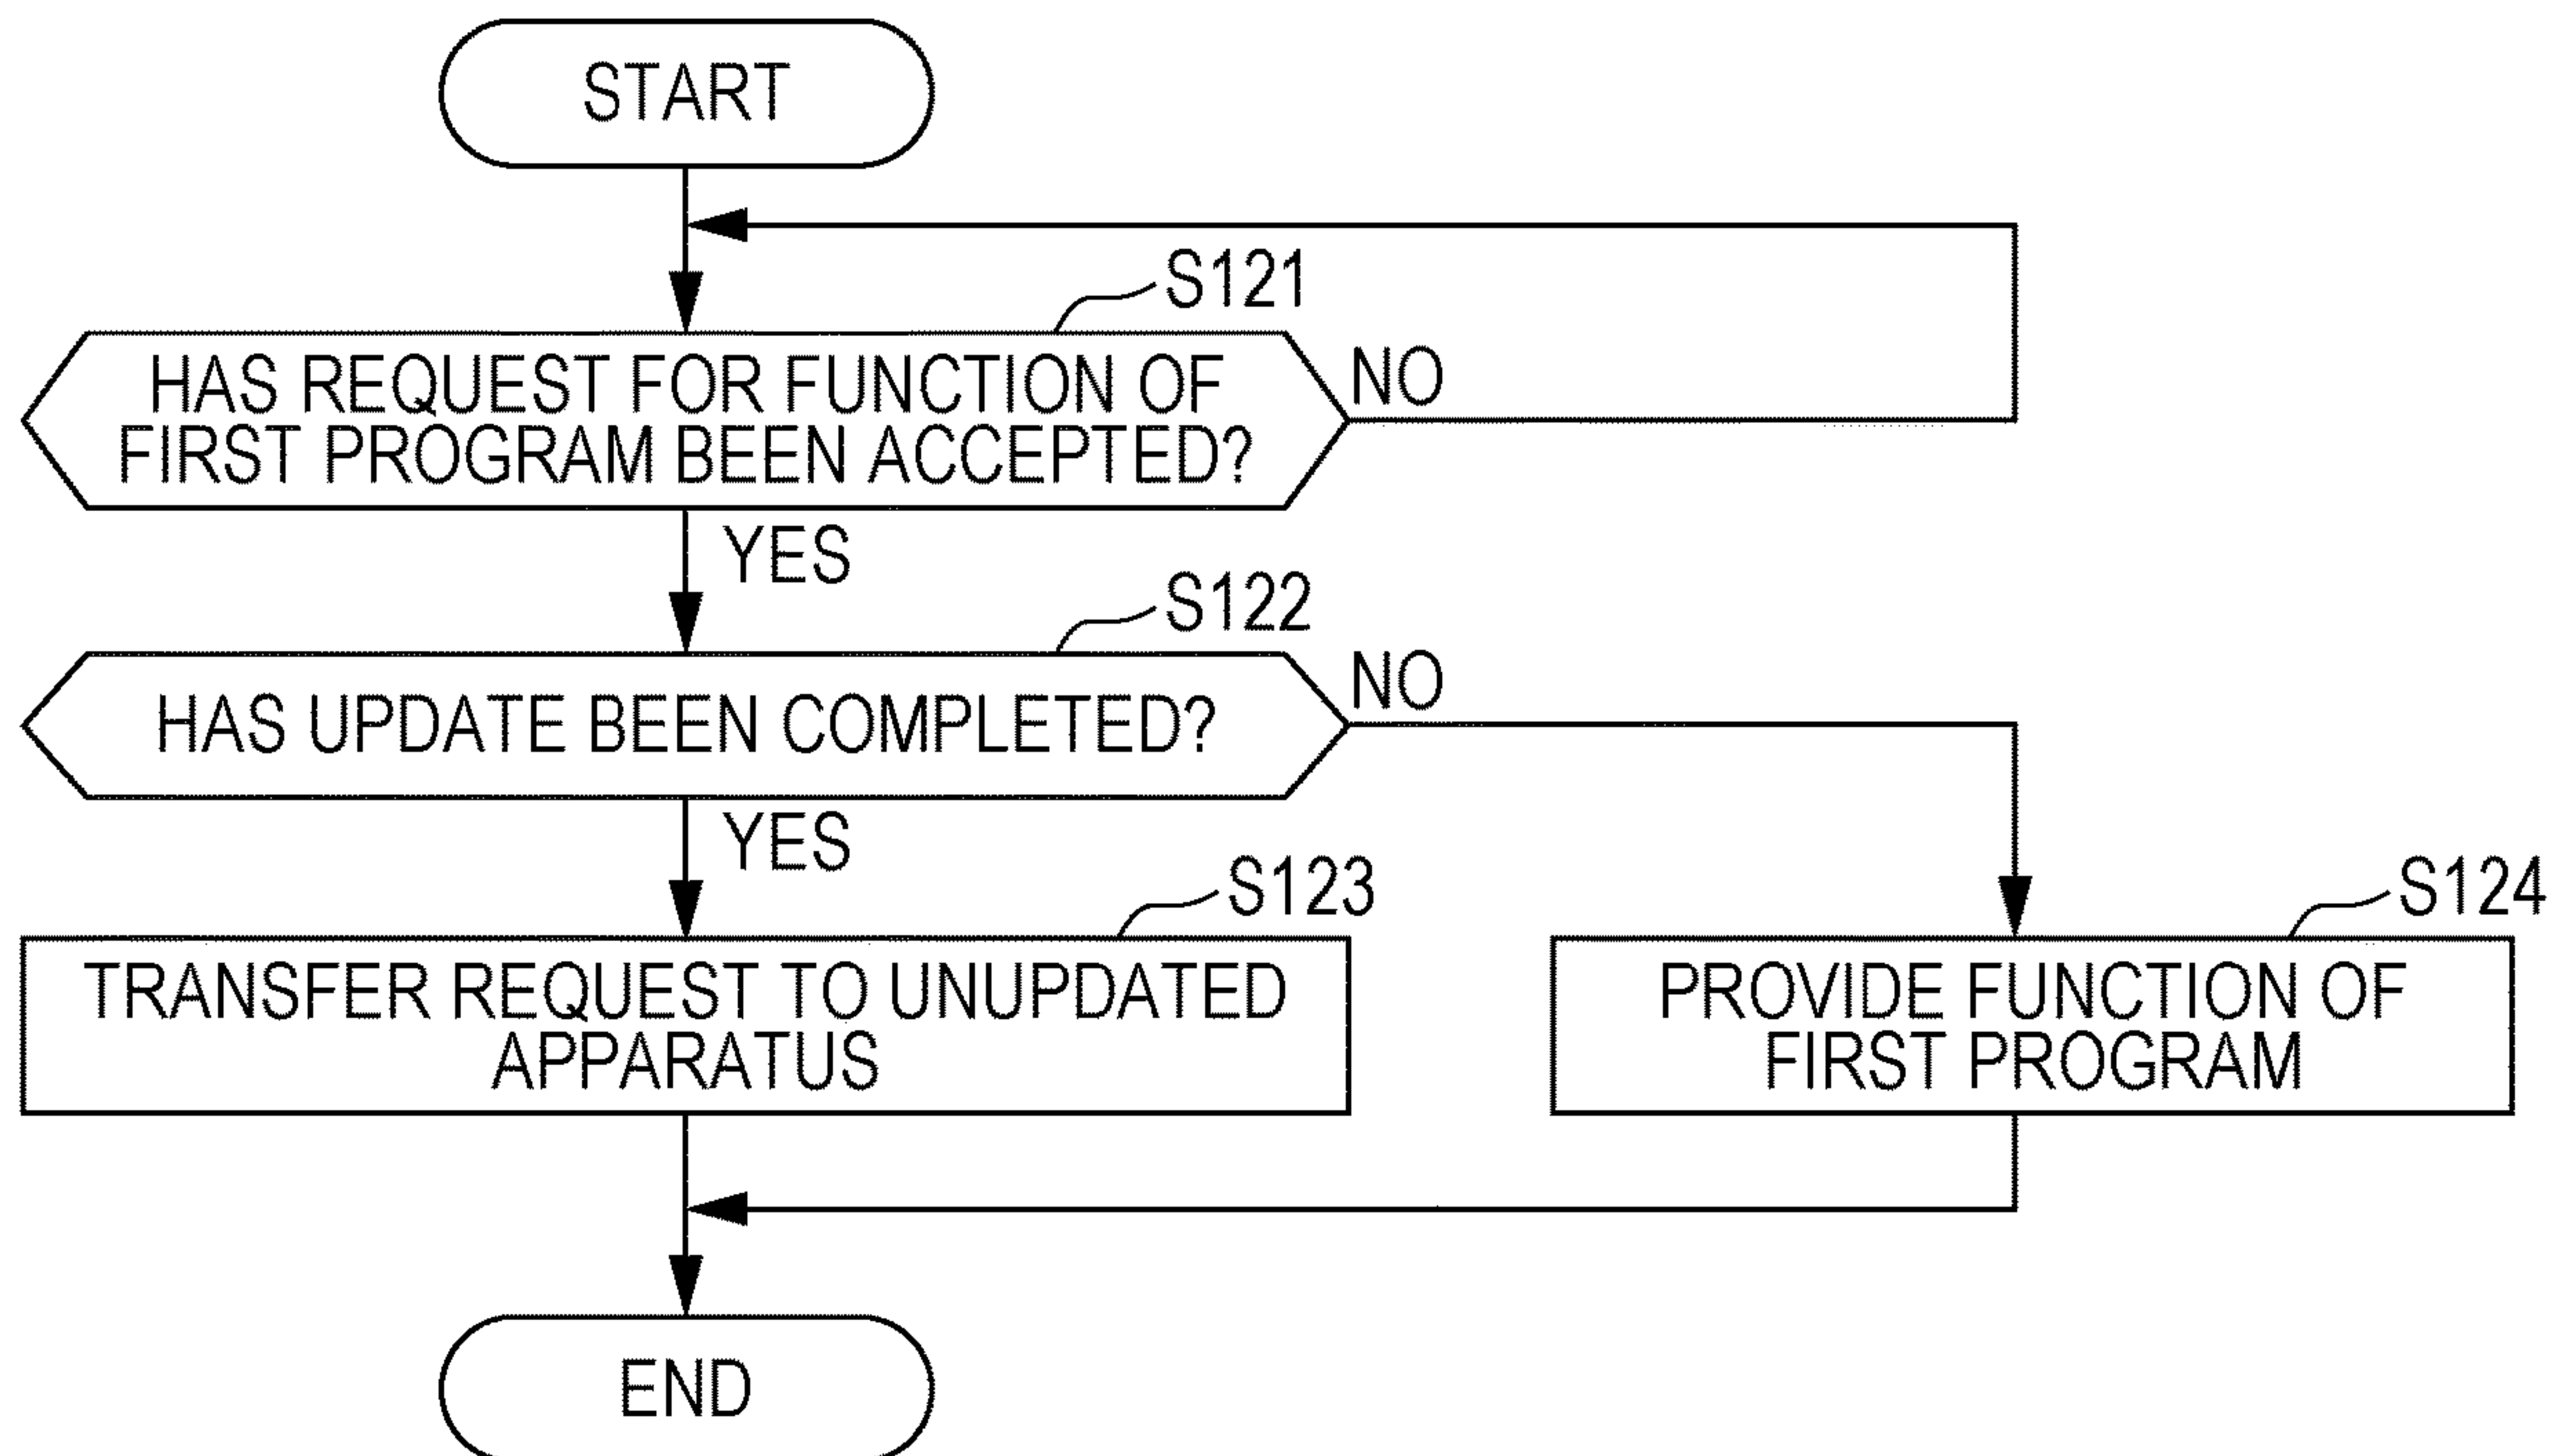 START
S121
HAS REQUEST FOR FUNCTION OF
FIRST PROGRAM BEEN ACCEPTED?
NO
YES
S122
HAS UPDATE BEEN COMPLETED?
NO
YES
S123
TRANSFER REQUEST TO UNUPDATED
APPARATUS
S124
PROVIDE FUNCTION OF
FIRST PROGRAM
END